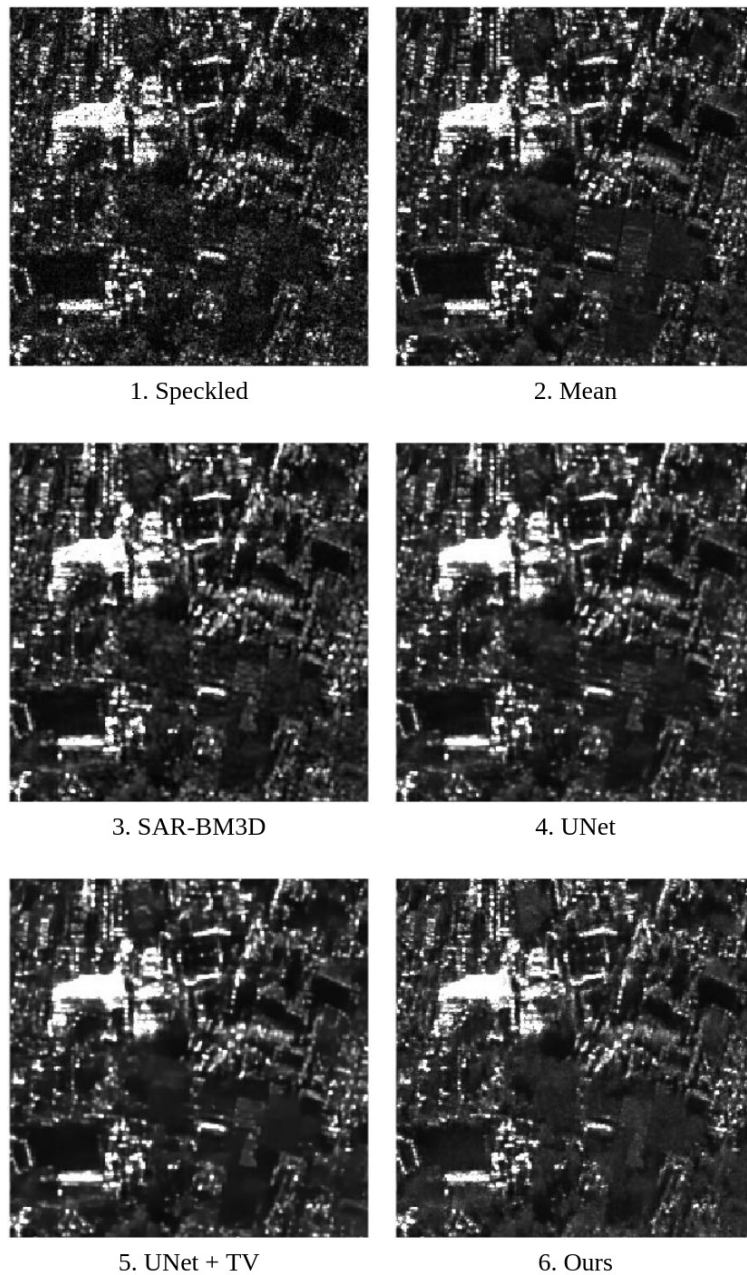 1. Speckled
2. Mean
3. SAR-BM3D
4. UNet
5. UNet + TV
6. Ours